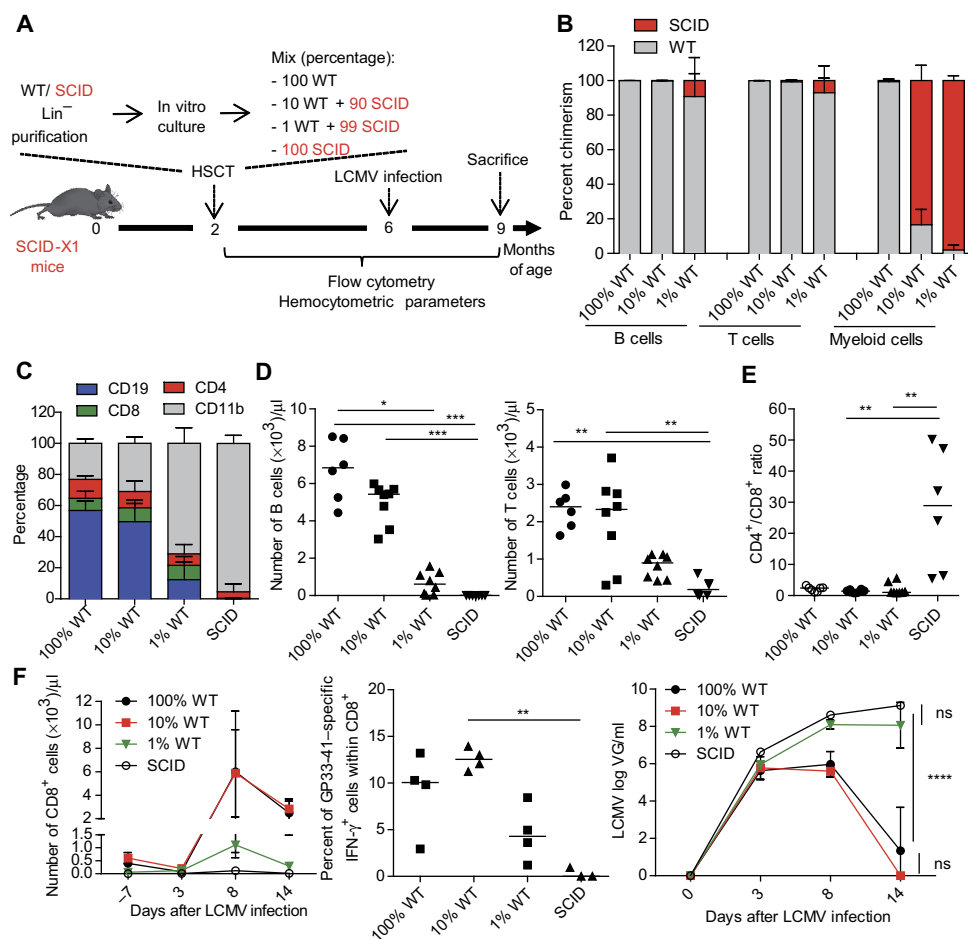 A
WT/ SCID
Lin−
purification
In vitro
culture
Mix (percentage):
- 100 WT
- 10 WT + 90 SCID
- 1 WT + 99 SCID
- 100 SCID
HSCT
LCMV infection
Sacrifice
0
2
6
9
Months
of age
SCID-X1
mice
Flow cytometry
Hemocytometric parameters
B
SCID
WT
Percent chimerism
120
100
80
60
40
20
0
100% WT
10% WT
1% WT
100% WT
10% WT
1% WT
100% WT
10% WT
1% WT
B cells
T cells
Myeloid cells
C
CD19
CD4
CD8
CD11b
Percentage
120
100
80
60
40
20
0
100% WT
10% WT
1% WT
SCID
D
Number of B cells (×10³)/μl
10
8
6
4
2
0
*
***
***
100% WT
10% WT
1% WT
SCID
Number of T cells (×10³)/μl
5
4
3
2
1
0
**
**
100% WT
10% WT
1% WT
SCID
E
CD4+/CD8+ ratio
80
60
40
20
0
**
**
100% WT
10% WT
1% WT
SCID
F
Number of CD8+ cells (×10³)/μl
100% WT
10% WT
1% WT
SCID
12
10
8
6
4
2
1.5
1.0
0.5
0.0
−7
3
8
14
Days after LCMV infection
Percent of GP33-41–specific
IFN-γ+ cells within CD8+
20
15
10
5
0
**
100% WT
10% WT
1% WT
SCID
LCMV log VG/ml
100% WT
10% WT
1% WT
SCID
10
8
6
4
2
0
ns
****
ns
0
3
8
14
Days after LCMV infection